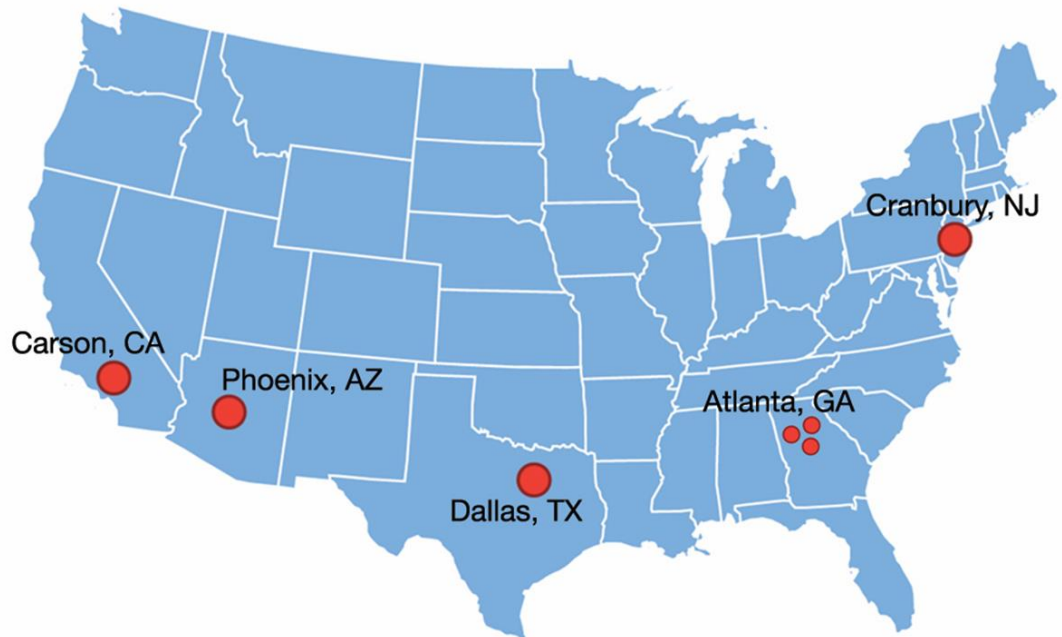 Cranbury, NJ
Carson, CA
Phoenix, AZ
Atlanta, GA
Dallas, TX